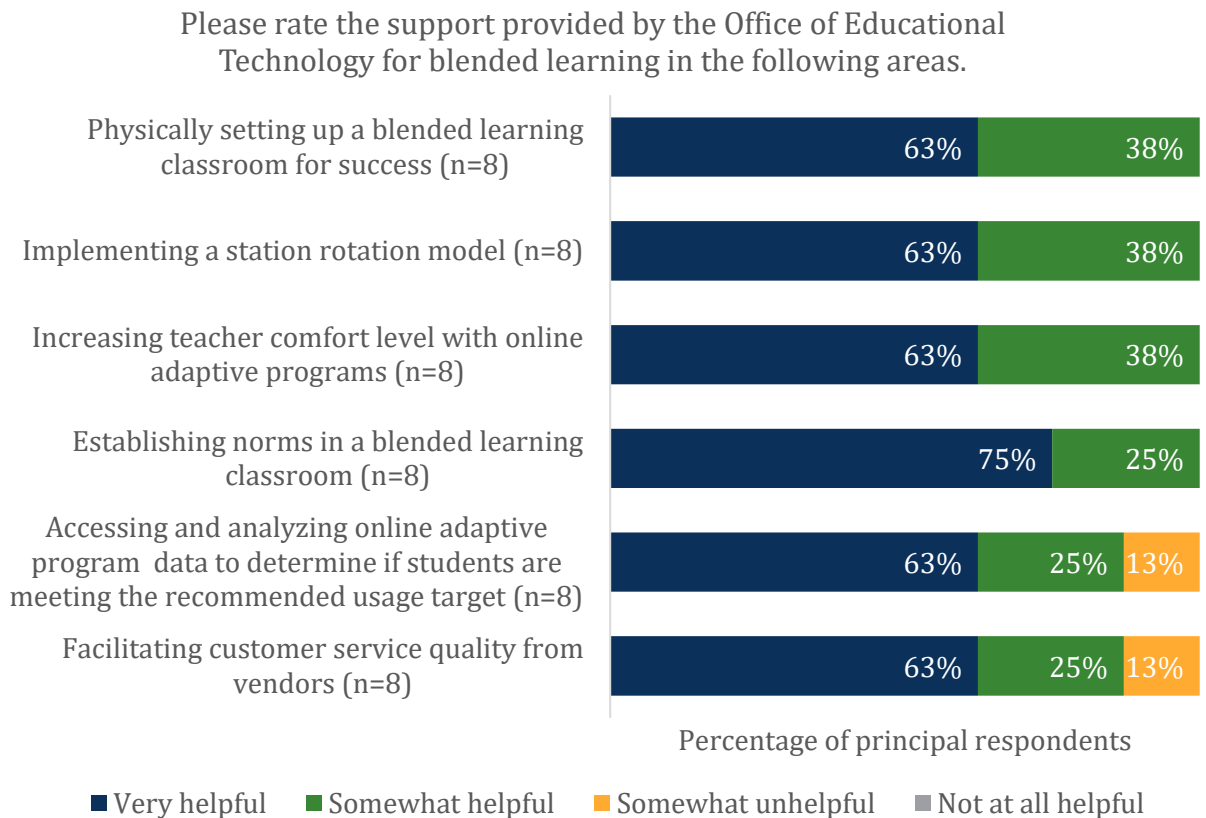 Please rate the support provided by the Office of Educational
Technology for blended learning in the following areas.
Physically setting up a blended learning
classroom for success (n=8)
63%
38%
Implementing a station rotation model (n=8)
63%
38%
Increasing teacher comfort level with online
adaptive programs (n=8)
63%
38%
Establishing norms in a blended learning
classroom (n=8)
75%
25%
Accessing and analyzing online adaptive
program data to determine if students are
meeting the recommended usage target (n=8)
63%
25%
13%
Facilitating customer service quality from
vendors (n=8)
63%
25%
13%
Percentage of principal respondents
Very helpful
Somewhat helpful
Somewhat unhelpful
Not at all helpful